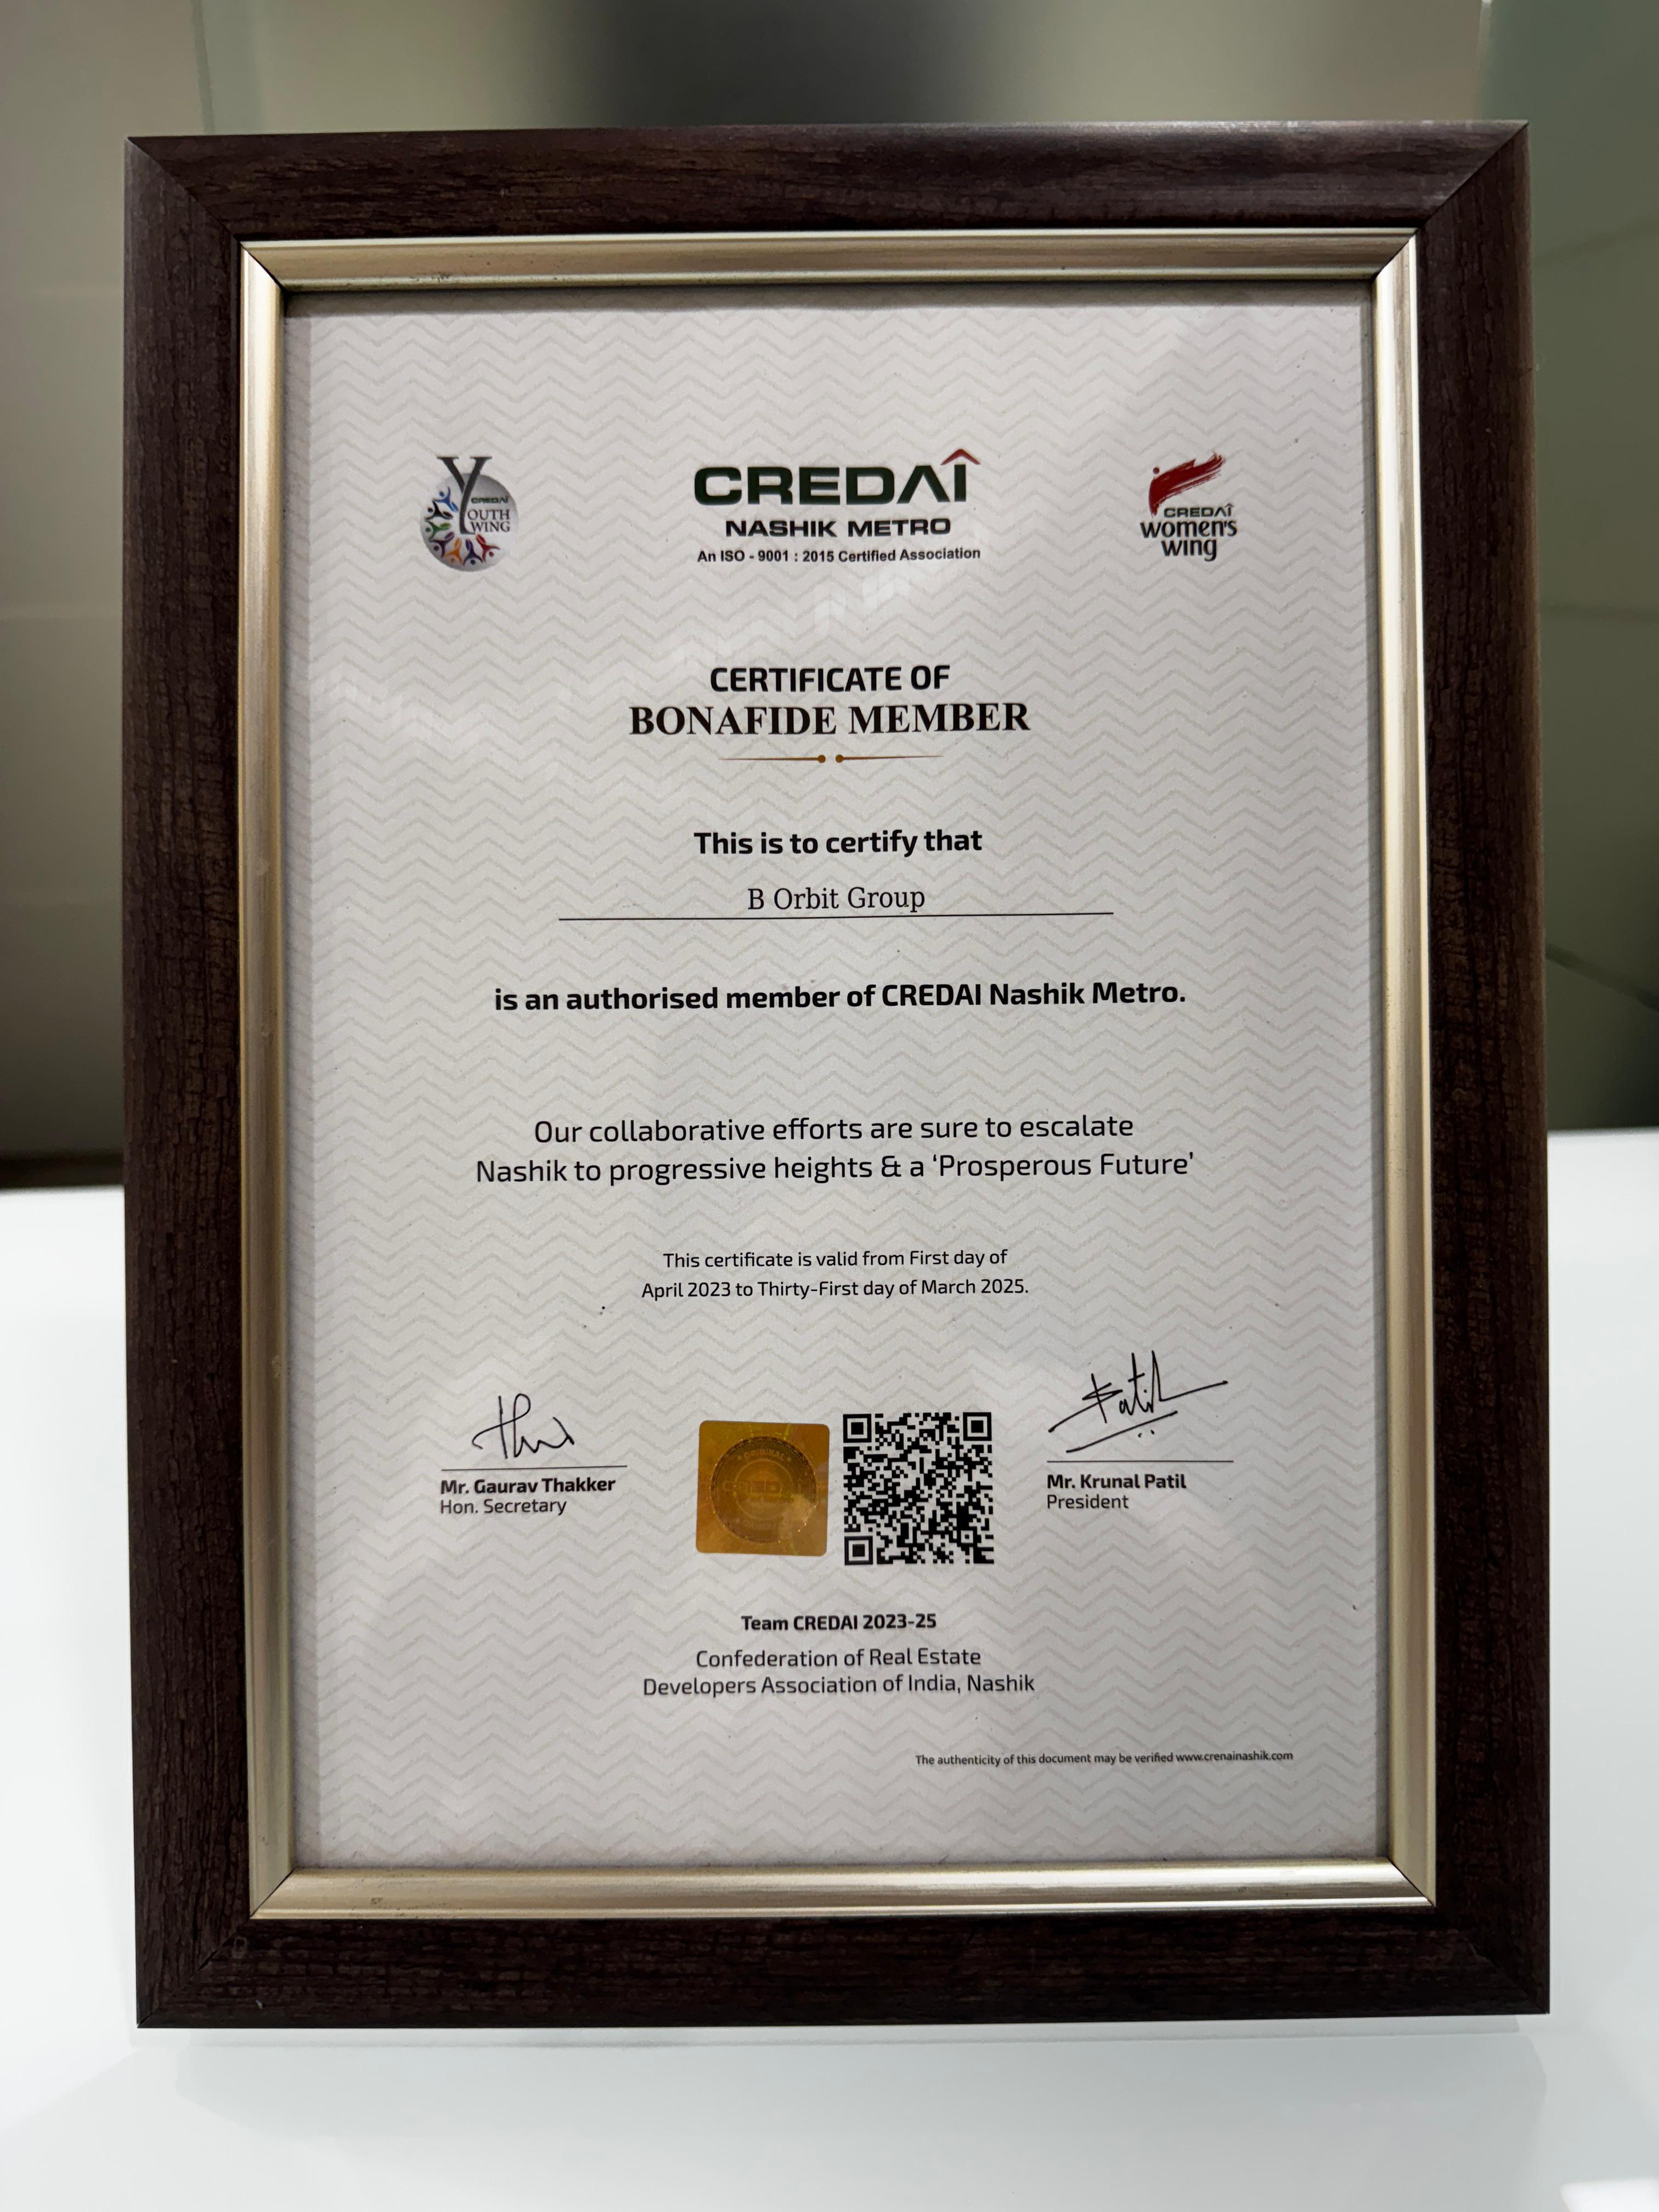 CREDAI
YOUTH
WING
CREDAI
NASHIK METRO
An ISO - 9001 : 2015 Certified Association
CREDAI
women's
wing
CERTIFICATE OF
BONAFIDE MEMBER
This is to certify that
B Orbit Group
is an authorised member of CREDAI Nashik Metro.
Our collaborative efforts are sure to escalate
Nashik to progressive heights & a ‘Prosperous Future’
This certificate is valid from First day of
April 2023 to Thirty-First day of March 2025.
Patil
Mr. Gaurav Thakker
Hon. Secretary
ORIGINAL
CREDAI
Mr. Krunal Patil
President
Team CREDAI 2023-25
Confederation of Real Estate
Developers Association of India, Nashik
The authenticity of this document may be verified www.crenainashik.com